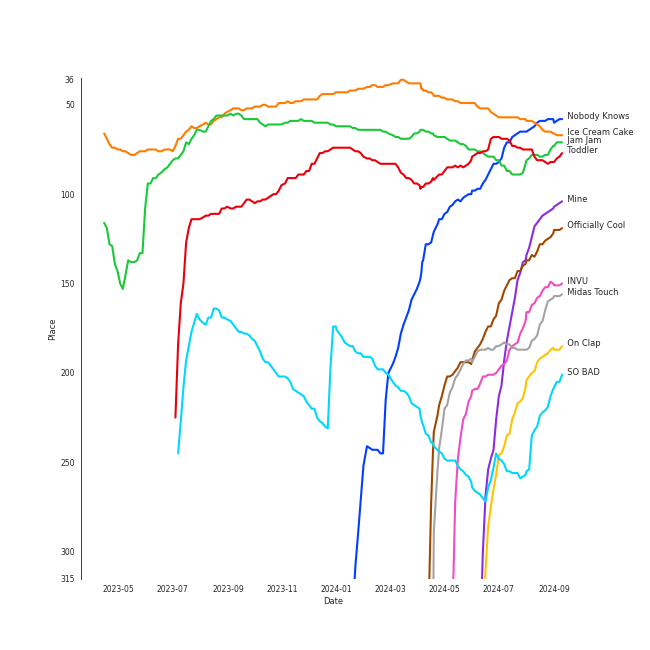 36
50
100
150
200
250
300
315
Place
2023-05
2023-07
2023-09
2023-11
2024-01
2024-03
2024-05
2024-07
2024-09
Date
Nobody Knows
Ice Cream Cake
Jam Jam
Toddler
Mine
Officially Cool
INVU
Midas Touch
On Clap
SO BAD